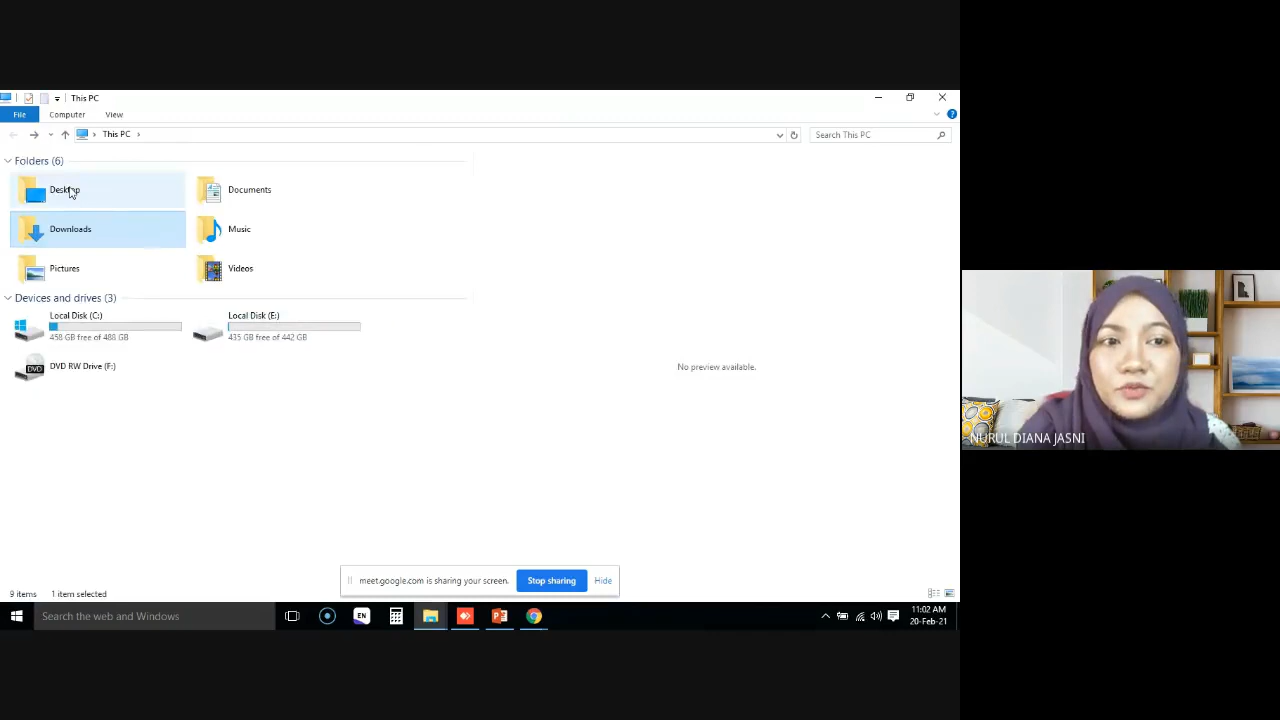 This PC
File
Computer
View
This PC
Search This PC
Folders (6)
Desktop
Documents
Downloads
Music
Pictures
Videos
Devices and drives (3)
Local Disk (C:)
458 GB free of 488 GB
Local Disk (E:)
435 GB free of 442 GB
DVD
DVD RW Drive (F:)
No preview available.
NURUL DIANA JASNI
meet.google.com is sharing your screen.
Stop sharing
Hide
9 items
1 item selected
Search the web and Windows
EN
11:02 AM
20-Feb-21